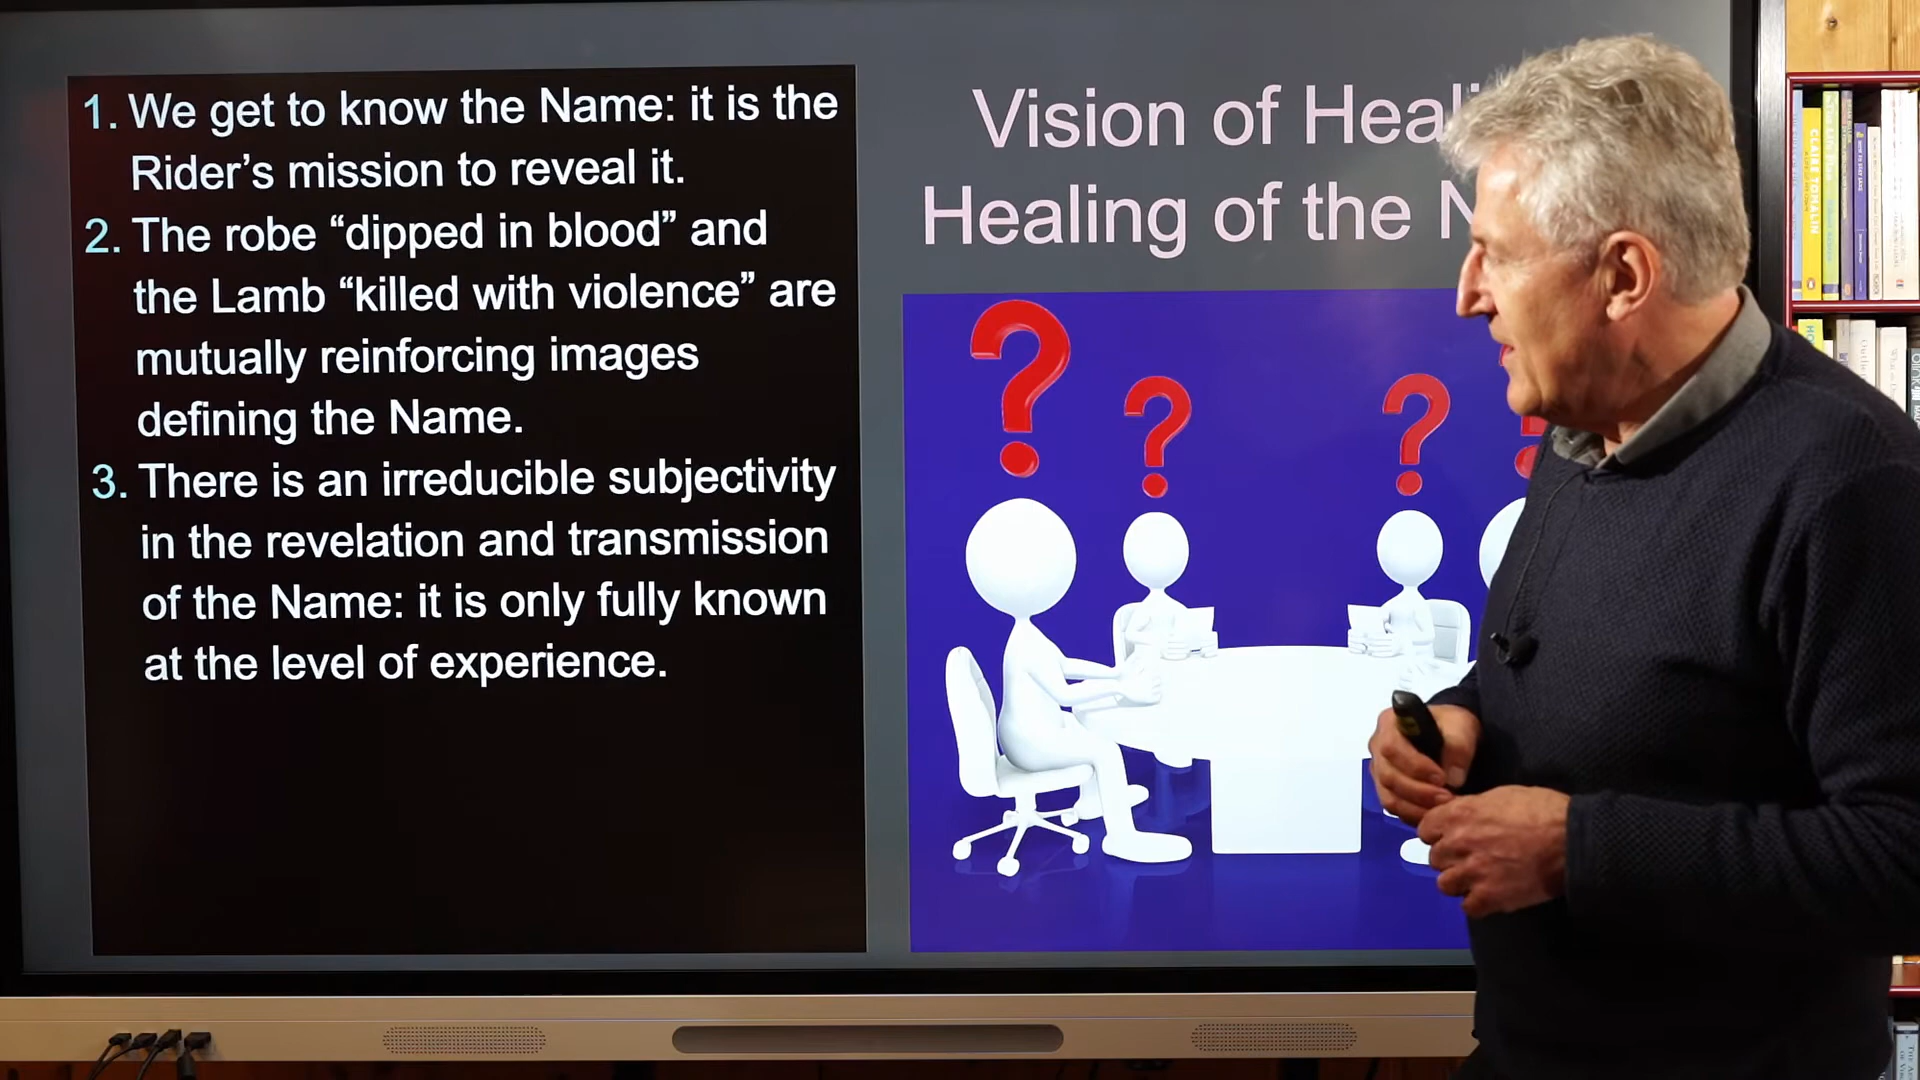 1. We get to know the Name: it is the
Rider’s mission to reveal it.
2. The robe “dipped in blood” and
the Lamb “killed with violence” are
mutually reinforcing images
defining the Name.
3. There is an irreducible subjectivity
in the revelation and transmission
of the Name: it is only fully known
at the level of experience.
Vision of Heali
Healing of the N
CLAIRE TOMALIN